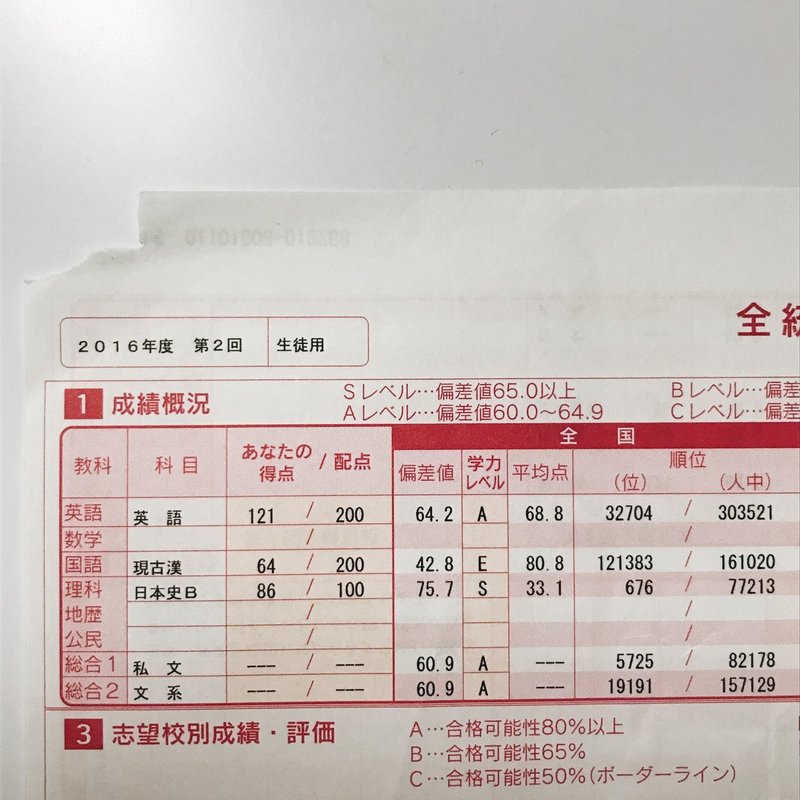 全統
2016年度 第2回 生徒用
1 成績概況
Sレベル…偏差値65.0以上 Bレベル…偏差
Aレベル…偏差値60.0〜64.9 Cレベル…偏差
教科 科目 あなたの得点 / 配点 全国
偏差値 学力レベル 平均点 順位
(位) (人中)
英語 英語 121 / 200 64.2 A 68.8 32704 / 303521
数学 / /
国語 現古漢 64 / 200 42.8 E 80.8 121383 / 161020
理科 日本史B 86 / 100 75.7 S 33.1 676 / 77213
地歴 / /
公民 / /
総合1 私文 --- / --- 60.9 A --- 5725 / 82178
総合2 文系 --- / --- 60.9 A --- 19191 / 157129
3 志望校別成績・評価
A…合格可能性80%以上
B…合格可能性65%
C…合格可能性50%(ボーダーライン)